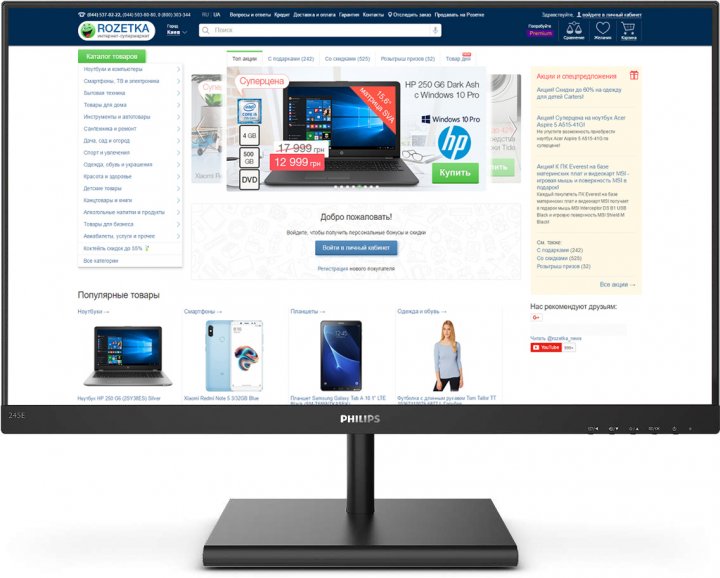 (044) 537-02-22, (044) 503-80-80, 0 (800) 303-344
RU UA
Вопросы и ответы Кредит Доставка и оплата Гарантия Контакты Отследить заказ Продавать на Розетке
Здравствуйте, войдите в личный кабинет
ROZETKA
интернет-супермаркет
Город
Киев
Поиск
Попробуйте
Premium
Сравнение
Желания
Корзина
Каталог товаров
Ноутбуки и компьютеры
Смартфоны, ТВ и электроника
Бытовая техника
Товары для дома
Инструменты и автотовары
Сантехника и ремонт
Дача, сад и огород
Спорт и увлечения
Одежда, обувь и украшения
Красота и здоровье
Детские товары
Канцтовары и книги
Алкогольные напитки и продукты
Товары для бизнеса
Авиабилеты, услуги и прочее
Коктейль скидок до 55%
Все категории
Топ акции
С подарками (242)
Со скидками (525)
Розыгрыш призов (32)
Товар дня
Суперцена
15,6"
матрица SVA
HP 250 G6 Dark Ash
с Windows 10 Pro
intel
CORE i3
4 GB
500
GB
DVD
17 999 грн
12 999 грн
Windows 10 Pro
hp
Купить
Xiaomi R
редства
ки Tida
ить
Добро пожаловать!
Войдите, чтобы получить персональные бонусы и скидки
Войти в личный кабинет
Регистрация нового покупателя
Акции и спецпредложения
Акция! Скидки до 60% на одежду
для детей Carters!
Акция! Суперцена на ноутбук Acer
Aspire 5 A515-41G!
Не упустите возможность приобрести
ноутбук Acer Aspire 5 A515-41G
Акция! К ПК Everest на базе
материнских плат и видеокарт MSI -
игровая мышь и поверхность MSI в
подарок!
Каждый покупатель ПК Everest на базе
материнских плат и видеокарт MSI получает
в подарок мышь MSI Interceptor DS B1 USB
Black и игровую поверхность MSI Shield M
Black!
См. также:
С подарками (242)
Со скидками (525)
Розыгрыш призов (32)
Все акции →
Нас рекомендуют друзьям:
G+
Читать @rozetka_news
YouTube 999+
Популярные товары
Ноутбуки →
Смартфоны →
Планшеты →
Одежда и обувь →
Ноутбук HP 250 G6 (2SY38ES) Silver
Xiaomi Redmi Note 5 3/32GB Blue
Планшет Samsung Galaxy Tab A 10.1" LTE
Футболка с длинным рукавом Tom Tailor TT
245E
PHILIPS